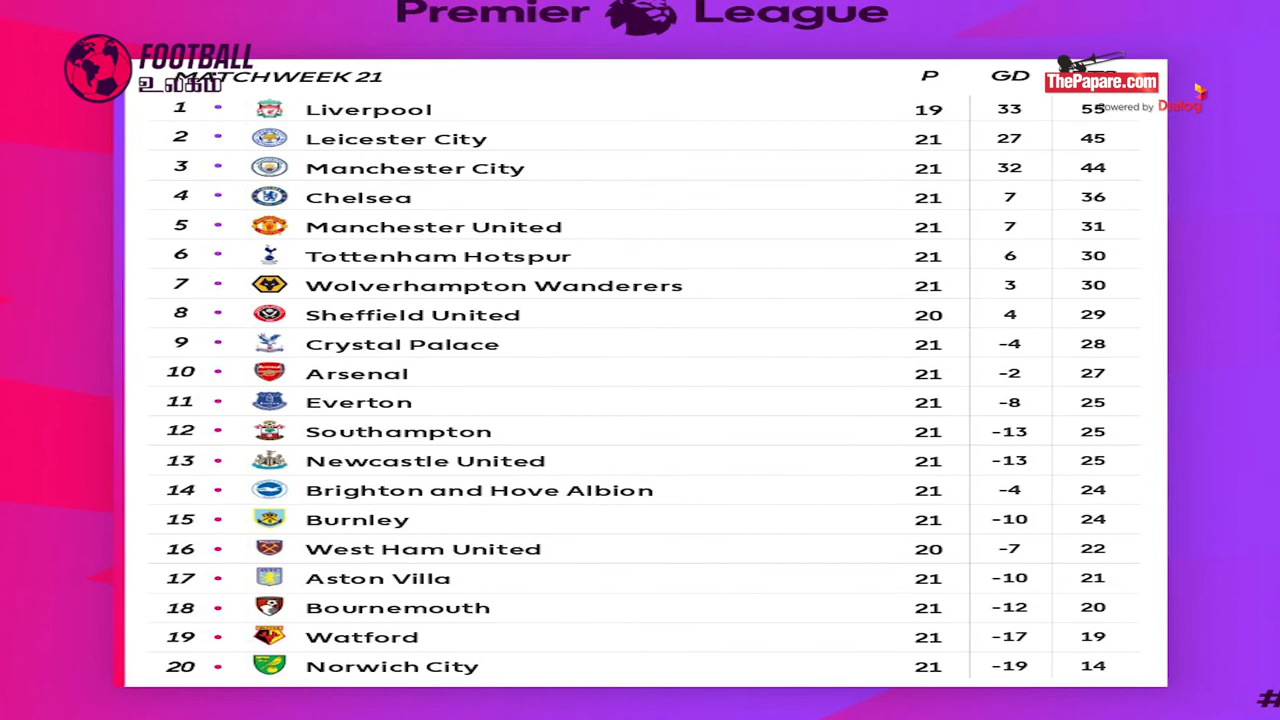 Premier League
FOOTBALL
உலகம்
MATCHWEEK 21 P GD
ThePapare.com
Powered by Dialog
1 Liverpool 19 33 55
2 Leicester City 21 27 45
3 Manchester City 21 32 44
4 Chelsea 21 7 36
5 Manchester United 21 7 31
6 Tottenham Hotspur 21 6 30
7 Wolverhampton Wanderers 21 3 30
8 Sheffield United 20 4 29
9 Crystal Palace 21 -4 28
10 Arsenal 21 -2 27
11 Everton 21 -8 25
12 Southampton 21 -13 25
13 Newcastle United 21 -13 25
14 Brighton and Hove Albion 21 -4 24
15 Burnley 21 -10 24
16 West Ham United 20 -7 22
17 Aston Villa 21 -10 21
18 Bournemouth 21 -12 20
19 Watford 21 -17 19
20 Norwich City 21 -19 14
#